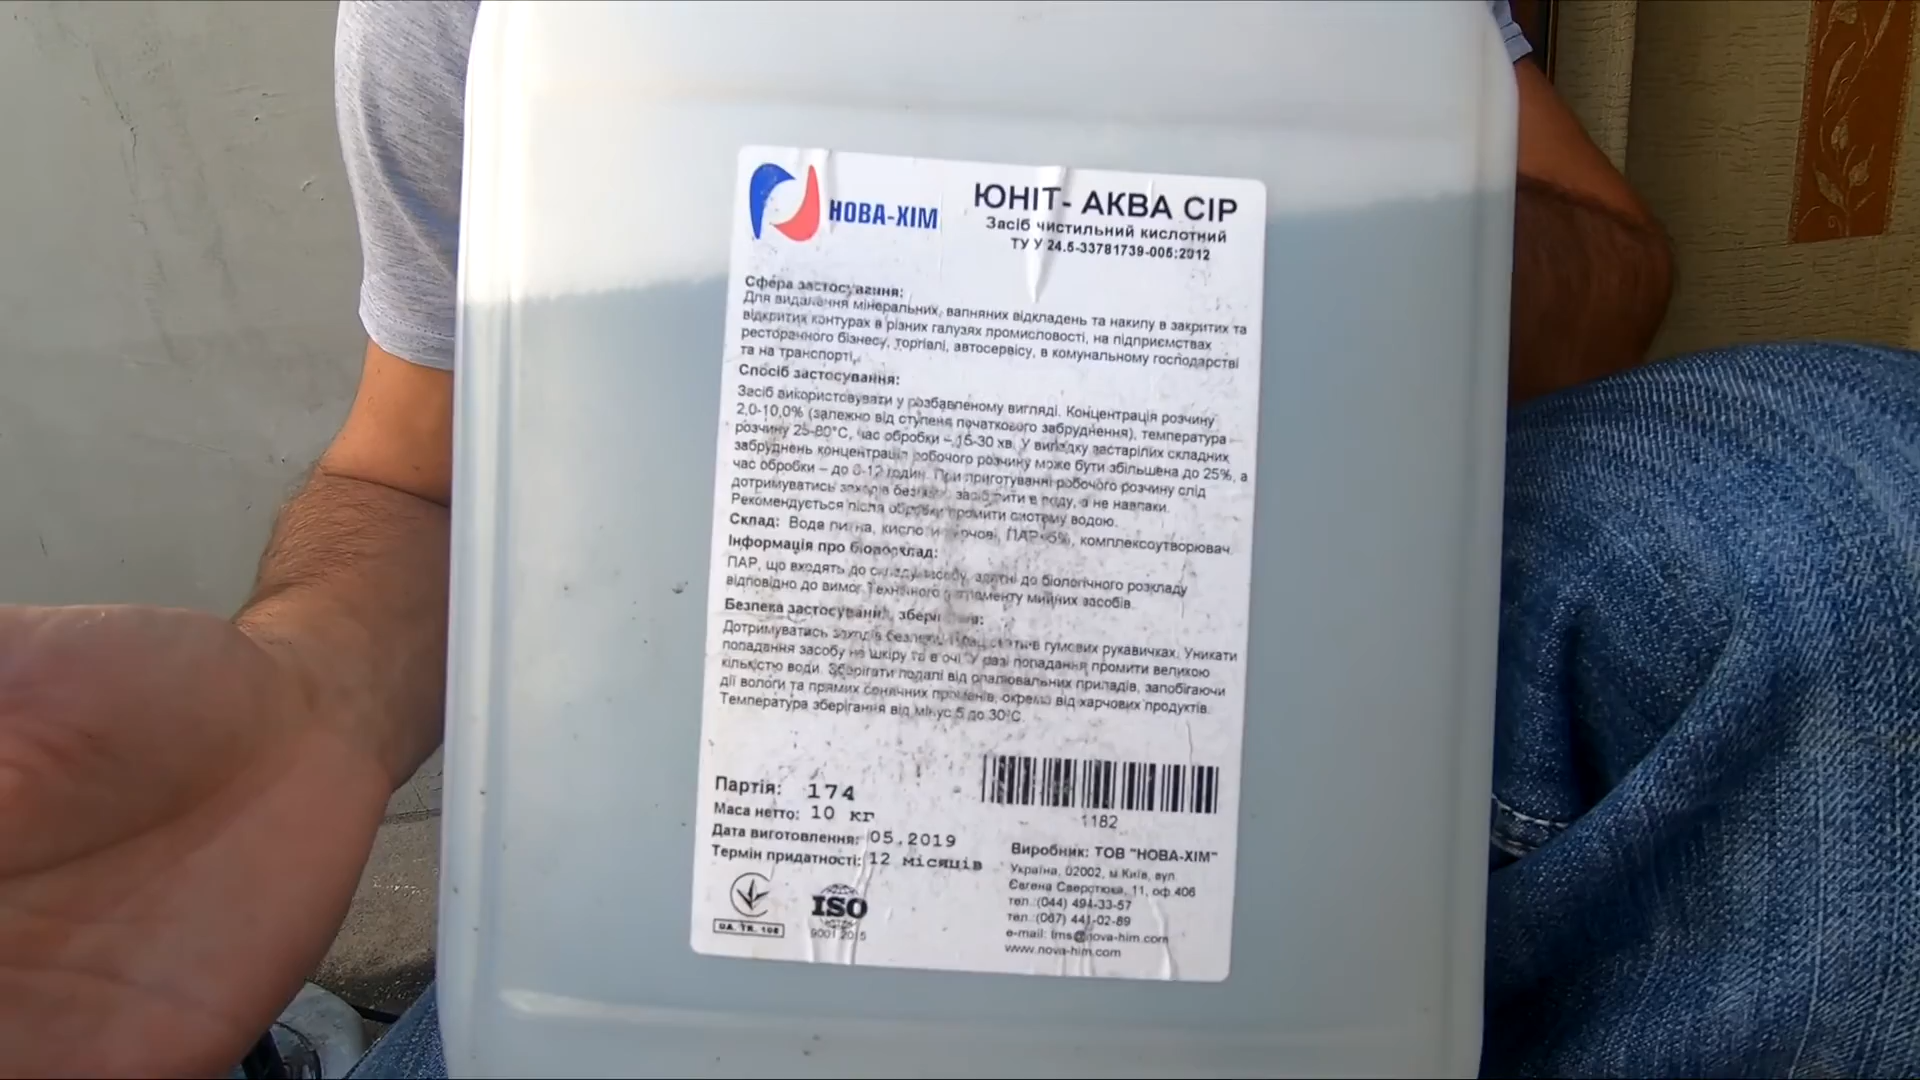 НОВА-ХІМ
ЮНІТ- АКВА СІР
Засіб чистильний кислотний
ТУ У 24.5-33781739-006:2012
Сфера застосування:
Для видалення мінеральних, вапняних відкладень та накипу в закритих та
відкритих контурах в різних галузях промисловості, на підприємствах
ресторачного бізнесу, торгіалі, автосервісу, в комунальному господарстві
та на транспорті,
Спосіб застосування:
Засіб використовувати у розбавленому вигляді. Концентрація розчину
2,0-10,0% (залежно від ступеня початкового забруднення), температура
розчину 25-80°C, час обробки – 15-30 хв. У випадку застарілих складних
забруднень концентрація робочого розчину може бути збільшена до 25%, а
час обробки – до годин. При приготуванні робочого розчину слід
дотримуватись заходів безпеки, засіб лити в воду, а не навпаки.
Рекомендується після обробки промити систему водою.
Склад: Вода питна, ПАР<5%, комплексоутворювач.
Інформація про біорозклад:
ПАР, що входять до складу засобу, здатні до біологічного розкладу
відповідно до вимог Технічного регламенту мийних засобів.
Безпека застосування, зберігання:
Дотримуватись заходів безпеки. гумових рукавичках. Уникати
попадання засобу на шкіру та в очі. У разі попадання промити великою
кількістю води. Зберігати подалі від опалювальних приладів, запобігаючи
дії вологи та прямих сонячних променів, окремо від харчових продуктів.
Температура зберігання від мінус 5 до 30°C.
Партія: 174
Маса нетто: 10 кг
Дата виготовлення: 05.2019
Термін придатності: 12 місяців
1182
Виробник: ТОВ "НОВА-ХІМ"
Україна, 02002, м Київ, вул.
Євгена Сверстюка, 11, оф.406
тел.:(044) 494-33-57
тел.:(067) 441-02-89
e-mail: tms@nova-him.com
www.nova-him.com
UA. TR. 108
ISO
9001:2015